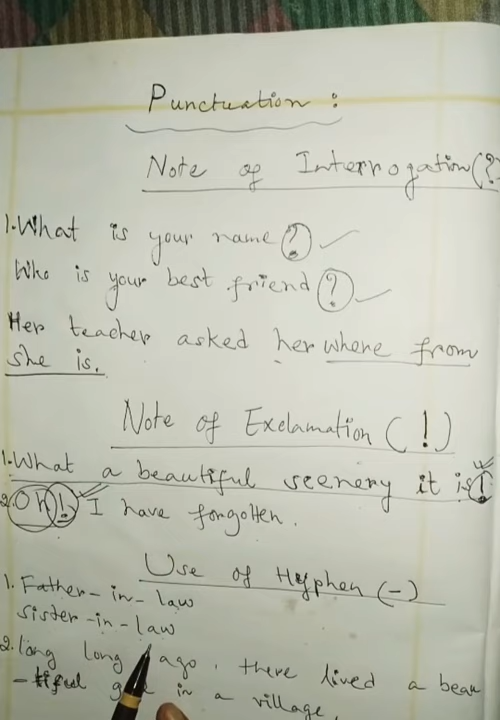 Punctuation :
Note of Interrogation (?
1. What is your name ?
Who is your best friend ?
Her teacher asked her where from
she is.
Note of Exclamation ( ! )
1. What a beautiful scenery it is !
2. Oh ! I have forgotten.
Use of Hyphen (-)
1. Father-in-law
sister-in-law
2. long long ago, there lived a beau
-tiful in a village.